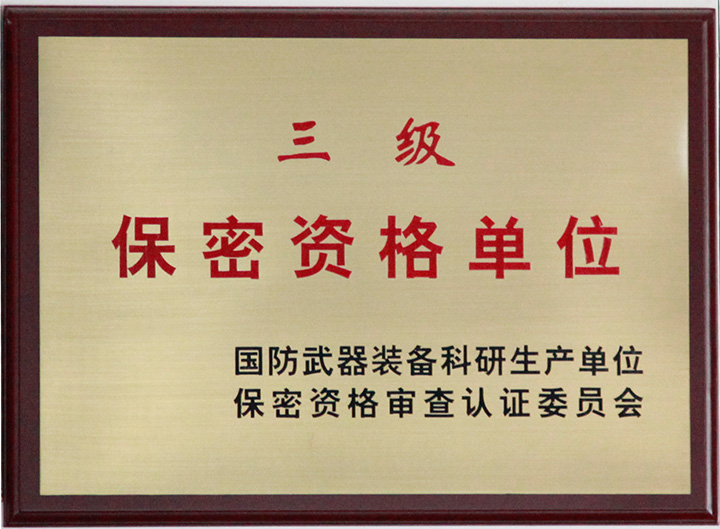 三级
保密资格单位
国防武器装备科研生产单位
保密资格审查认证委员会